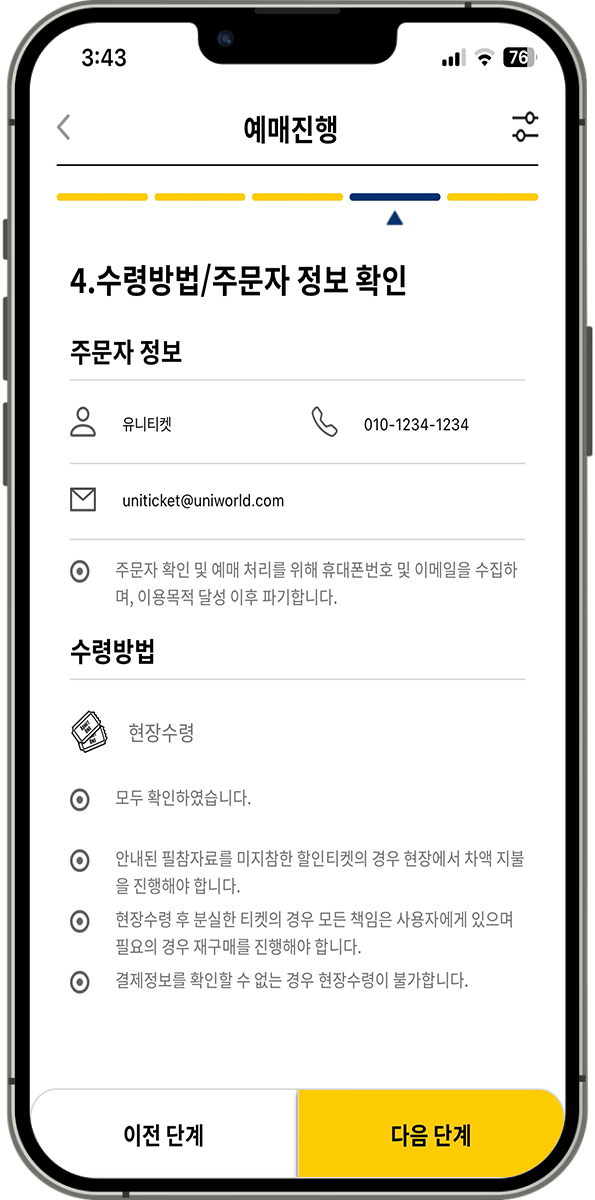 3:43
76
예매진행
4.수령방법/주문자 정보 확인
주문자 정보
유니티켓
010-1234-1234
uniticket@uniworld.com
주문자 확인 및 예매 처리를 위해 휴대폰번호 및 이메일을 수집하
며, 이용목적 달성 이후 파기합니다.
수령방법
현장수령
모두 확인하였습니다.
안내된 필참자료를 미지참한 할인티켓의 경우 현장에서 차액 지불
을 진행해야 합니다.
현장수령 후 분실한 티켓의 경우 모든 책임은 사용자에게 있으며
필요의 경우 재구매를 진행해야 합니다.
결제정보를 확인할 수 없는 경우 현장수령이 불가합니다.
이전 단계
다음 단계